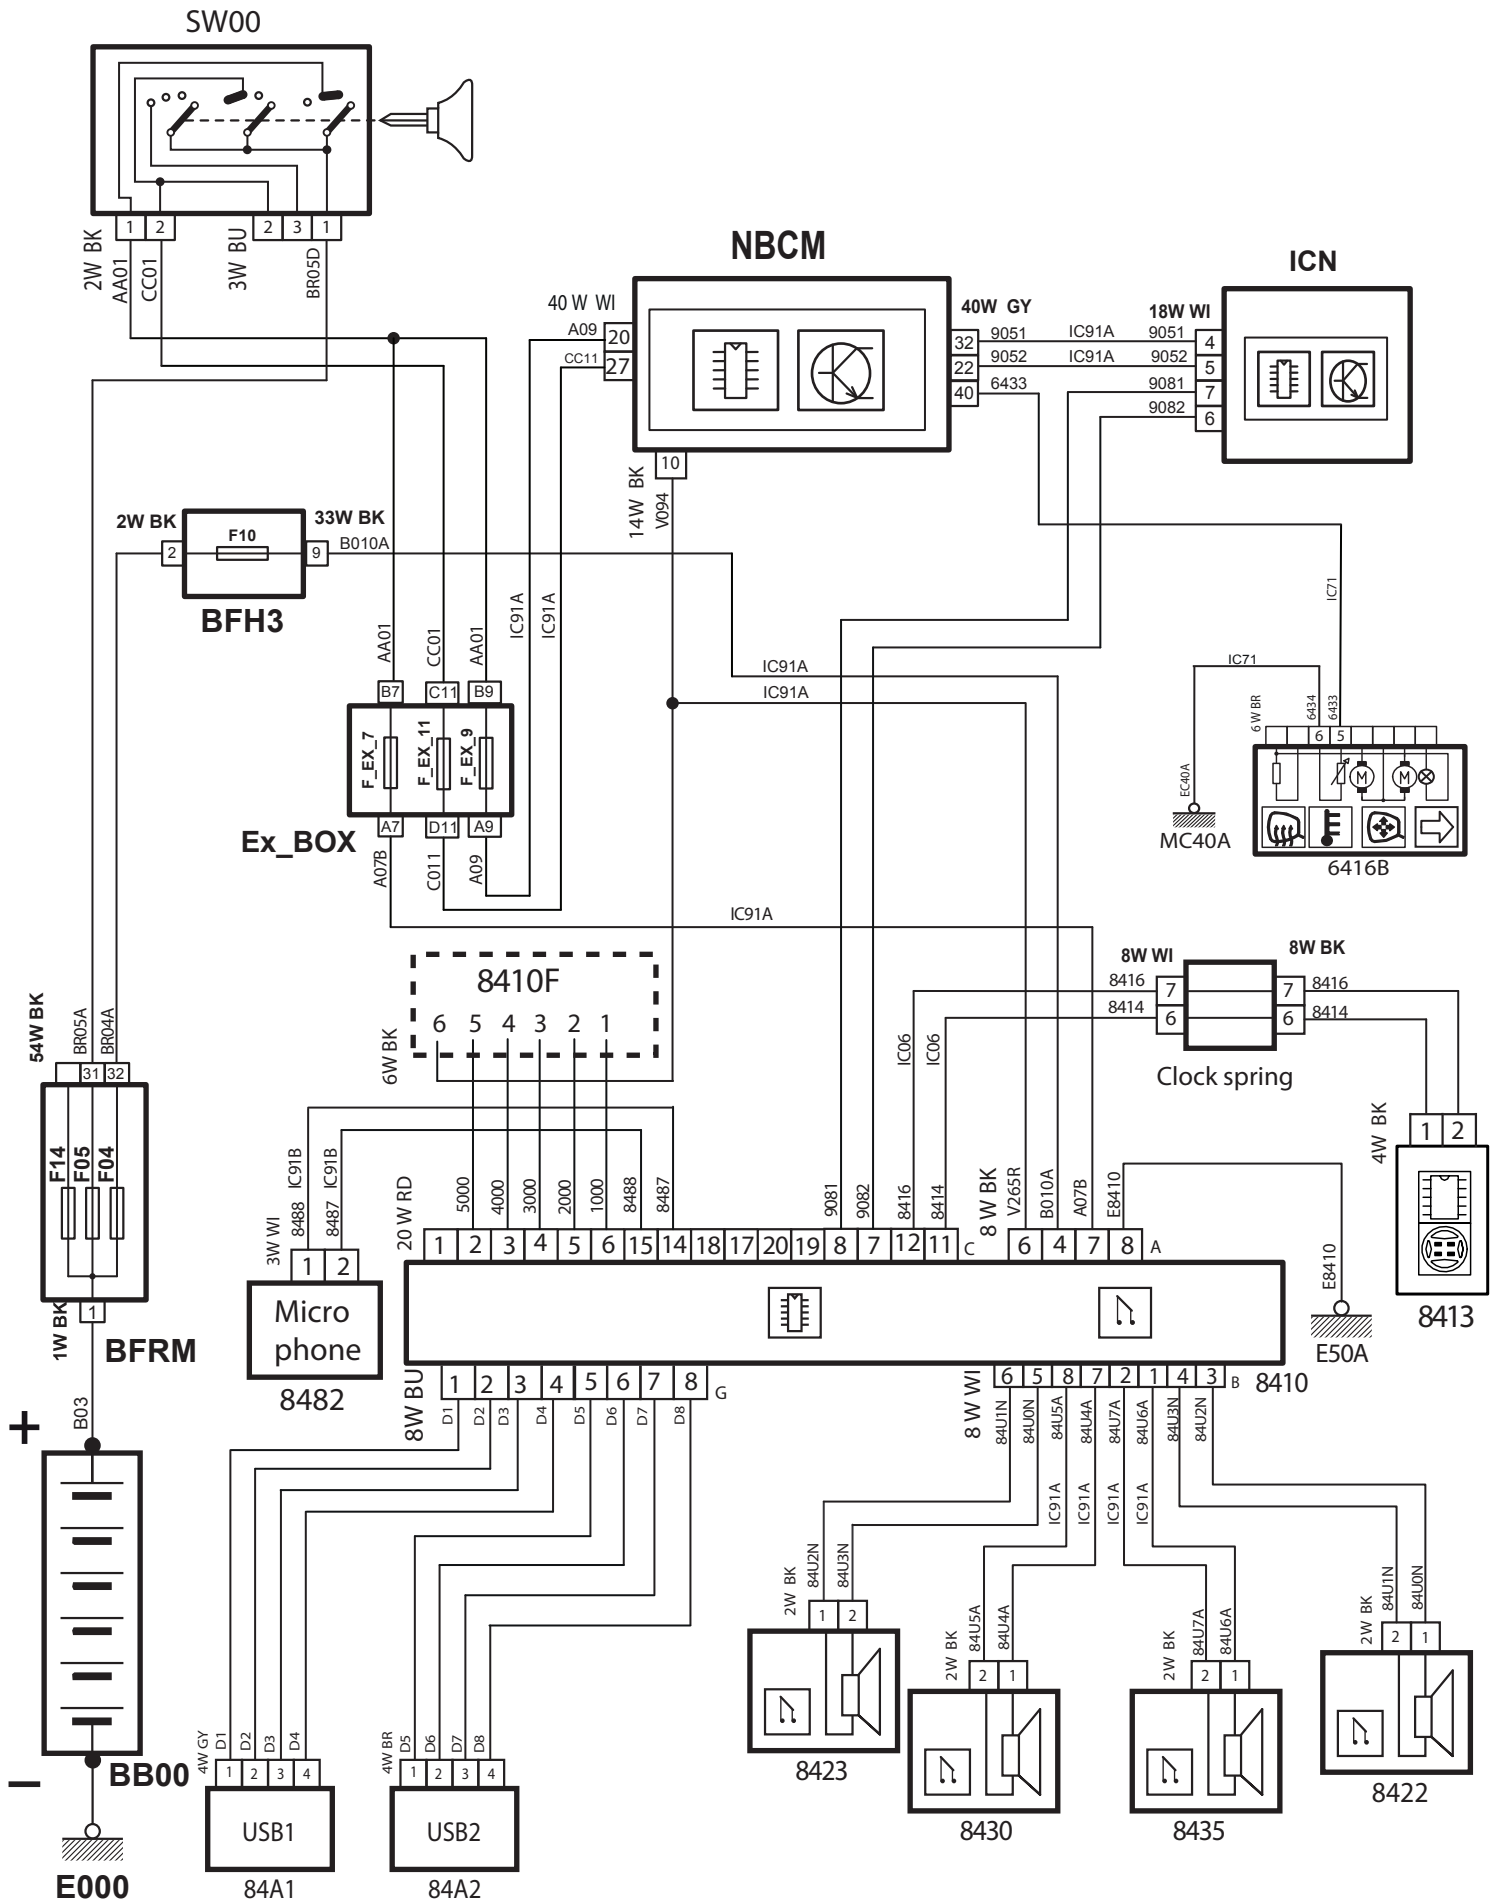 SW00
1 2 2 3 1
2W BK
AA01
CC01
3W BU
BR05D
NBCM
ICN
40 W WI
A09 20
CC11 27
40W GY
32 9051 IC91A 9051 4
22 9052 IC91A 9052 5
40 6433
9081 7
9082 6
18W WI
10
14W BK
V094
2W BK
F10
33W BK
2
9
B010A
BFH3
IC91A
IC91A
IC71
AA01
CC01
AA01
IC91A
IC91A
B7 C11 B9
F_EX_7
F_EX_11
F_EX_9
A7 D11 A9
Ex_BOX
A07B
C011
A09
IC91A
IC71
6 W BR
6434
6433
6 5
M M
6416B
EC40A
MC40A
8410F
6 5 4 3 2 1
6W BK
8W WI
8W BK
8416 7 7 8416
8414 6 6 8414
Clock spring
IC06
IC06
54W BK
BR05A
BR04A
31 32
F14
F05
F04
1
1W BK
BFRM
3W WI
8488 IC91B
8487 IC91B
1 2
Micro
phone
8482
20 W RD
5000
4000
3000
2000
1000
8488
8487
9081
9082
8416
8414
8 W BK
V265R
B010A
A07B
E8410
1 2 3 4 5 6 15 14 18 17 20 19 8 7 12 11 C
6 4 7 8 A
E8410
E50A
4W BK
1 2
8413
8W BU
1 2 3 4 5 6 7 8 G
D1 D2 D3 D4 D5 D6 D7 D8
8 W WI
6 5 8 7 2 1 4 3 B
8410
84U1N
84U0N
84U5A
84U4A
84U7A
84U6A
84U3N
84U2N
IC91A
IC91A
IC91A
IC91A
+
B03
BB00
–
E000
4W GY
D1 D2 D3 D4
1 2 3 4
USB1
84A1
4W BR
D5 D6 D7 D8
1 2 3 4
USB2
84A2
2W BK
84U2N
84U3N
1 2
8423
2W BK
84U5A
84U4A
2 1
8430
2W BK
84U7A
84U6A
2 1
8435
2W BK
84U1N
84U0N
2 1
8422